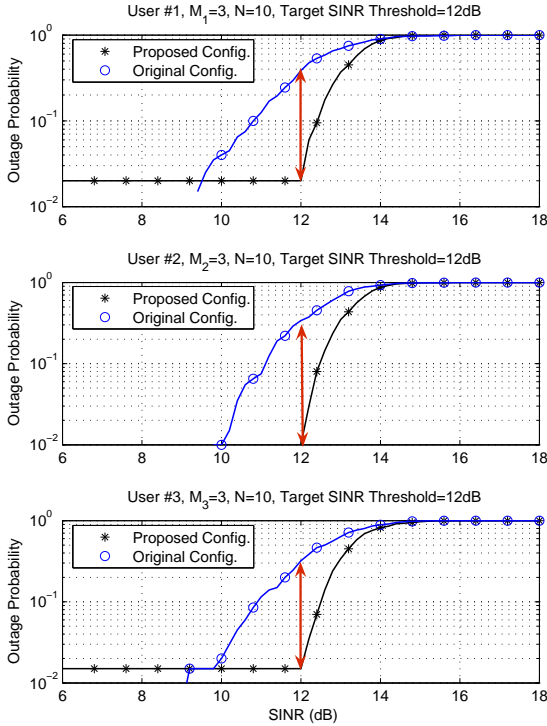 User #1, M1=3, N=10, Target SINR Threshold=12dB
Outage Probability
10^0
10^-1
10^-2
Proposed Config.
Original Config.
6 8 10 12 14 16 18
User #2, M2=3, N=10, Target SINR Threshold=12dB
Outage Probability
10^0
10^-1
10^-2
Proposed Config.
Original Config.
6 8 10 12 14 16 18
User #3, M3=3, N=10, Target SINR Threshold=12dB
Outage Probability
10^0
10^-1
10^-2
Proposed Config.
Original Config.
6 8 10 12 14 16 18
SINR (dB)